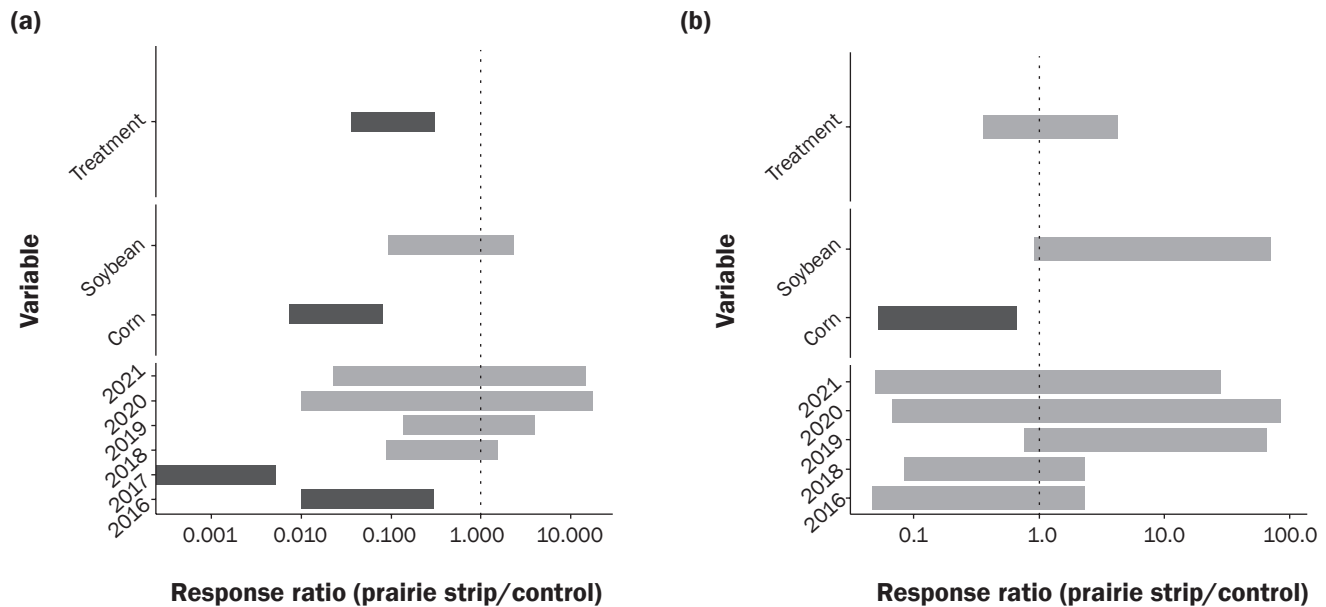 (a)
Variable
Treatment
Soybean
Corn
2021
2020
2019
2018
2017
2016
0.001 0.010 0.100 1.000 10.000
Response ratio (prairie strip/control)
(b)
Variable
Treatment
Soybean
Corn
2021
2020
2019
2018
2016
0.1 1.0 10.0 100.0
Response ratio (prairie strip/control)